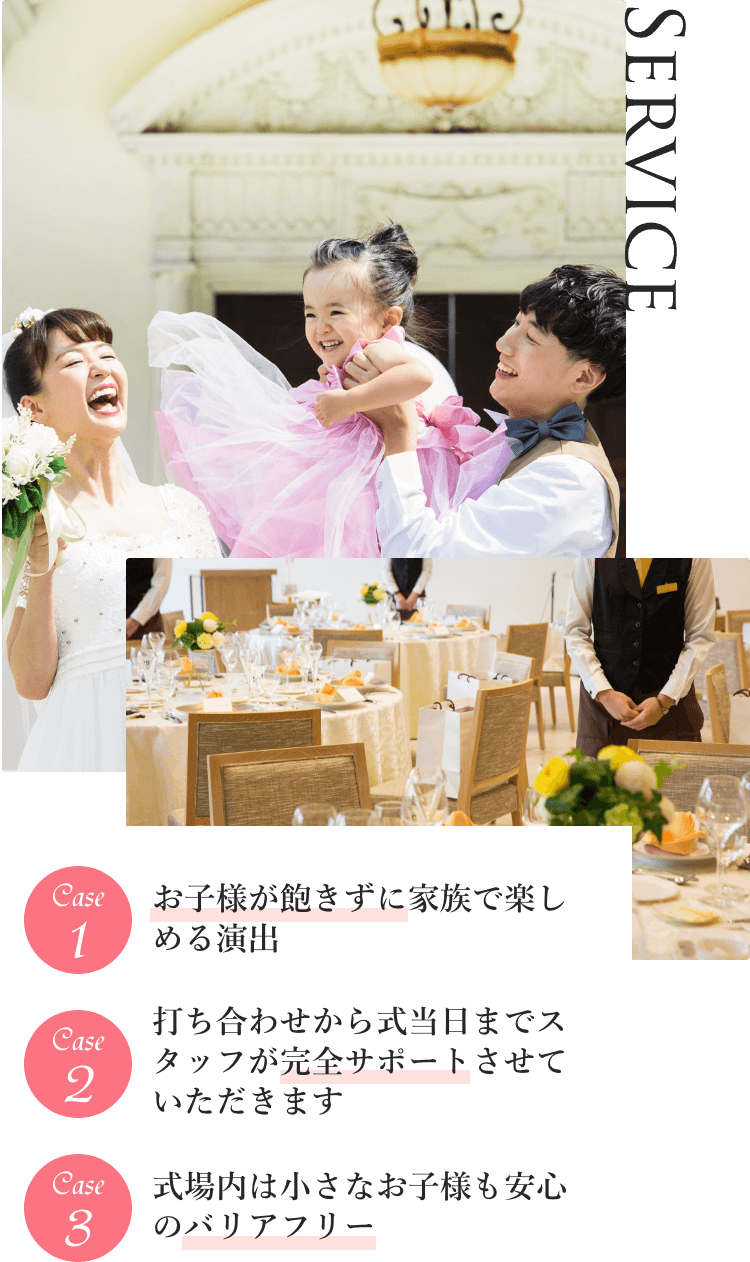 SERVICE
Case
1
お子様が飽きずに家族で楽し
める演出
Case
2
打ち合わせから式当日までス
タッフが完全サポートさせて
いただきます
Case
3
式場内は小さなお子様も安心
のバリアフリー